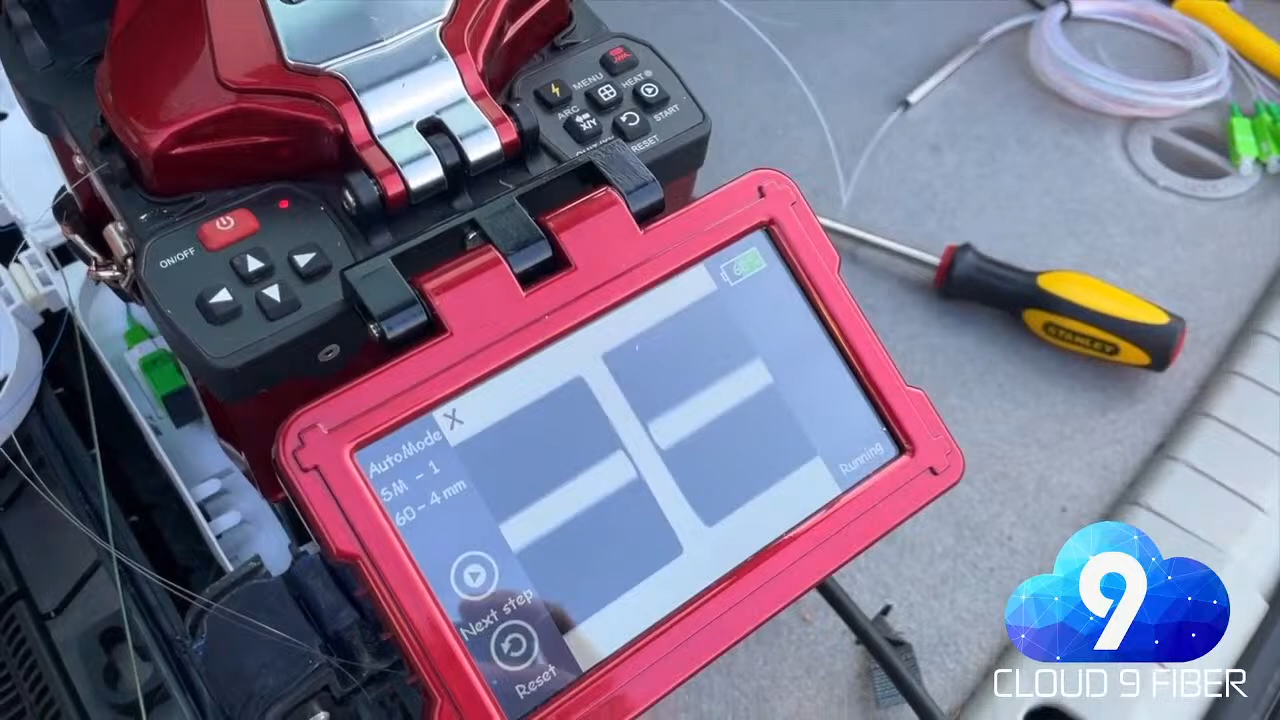 MENU
HEAT
ARC
X/Y
START
RESET
ON/OFF
X
AutoMode
SM - 1
60 - 4 mm
Next step
Reset
Running
STANLEY
9
CLOUD 9 FIBER